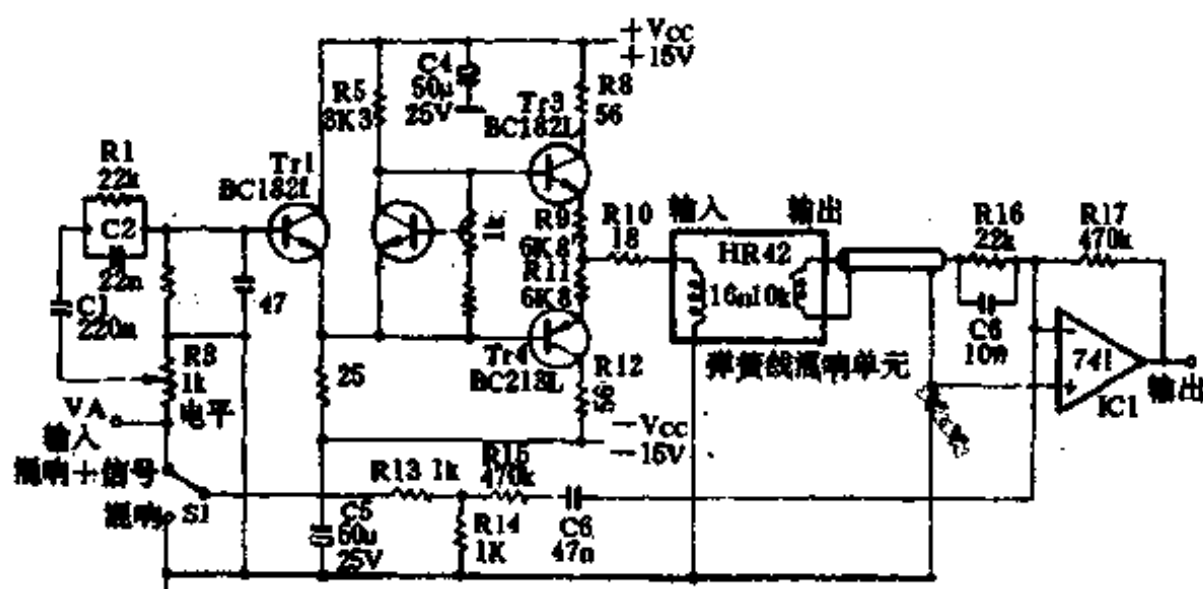 +Vcc
+15V
C4
50μ
25V
R5
3K3
R8
56
Tr3
BC182L
R1
22k
C2
22n
Tr1
BC182L
C1
220n
47
1k
R9
6K8
R11
6K8
R10
18
输入
输出
HR42
16n10k
弹簧线混响单元
R16
22k
C6
10n
R17
470k
741
IC1
输出
R3
1k
电平
VA
输入
混响+信号
混响
S1
25
Tr4
BC213L
R12
56
-Vcc
-15V
R13 1k
R15
470k
R14
1K
C6
47n
C5
50μ
25V